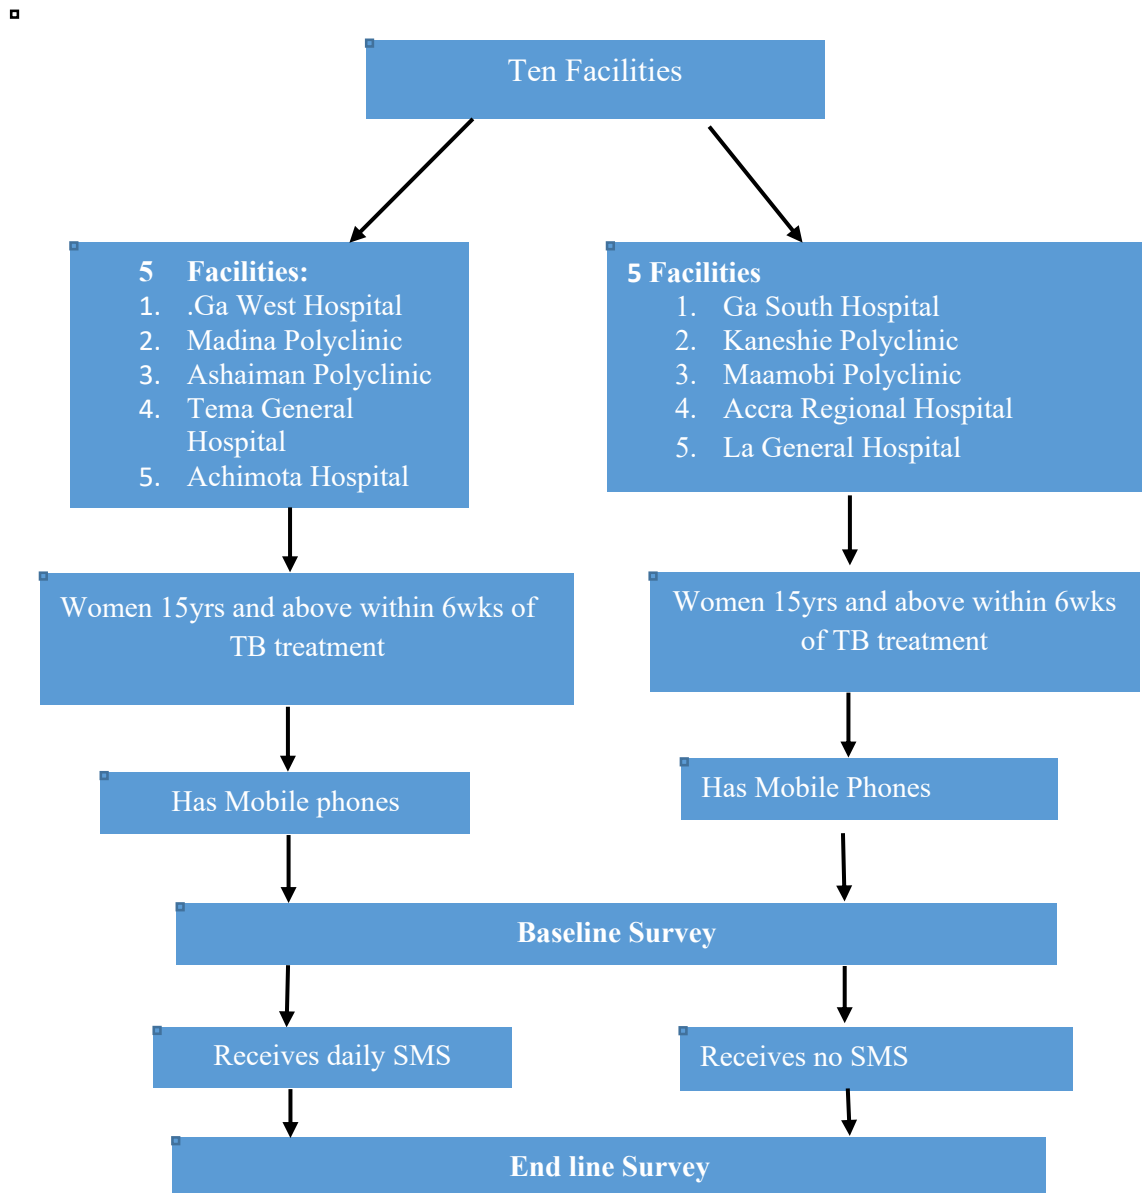 Ten Facilities
5 Facilities:
1. .Ga West Hospital
2. Madina Polyclinic
3. Ashaiman Polyclinic
4. Tema General
Hospital
5. Achimota Hospital
5 Facilities
1. Ga South Hospital
2. Kaneshie Polyclinic
3. Maamobi Polyclinic
4. Accra Regional Hospital
5. La General Hospital
Women 15yrs and above within 6wks of
TB treatment
Women 15yrs and above within 6wks
of TB treatment
Has Mobile phones
Has Mobile Phones
Baseline Survey
Receives daily SMS
Receives no SMS
End line Survey